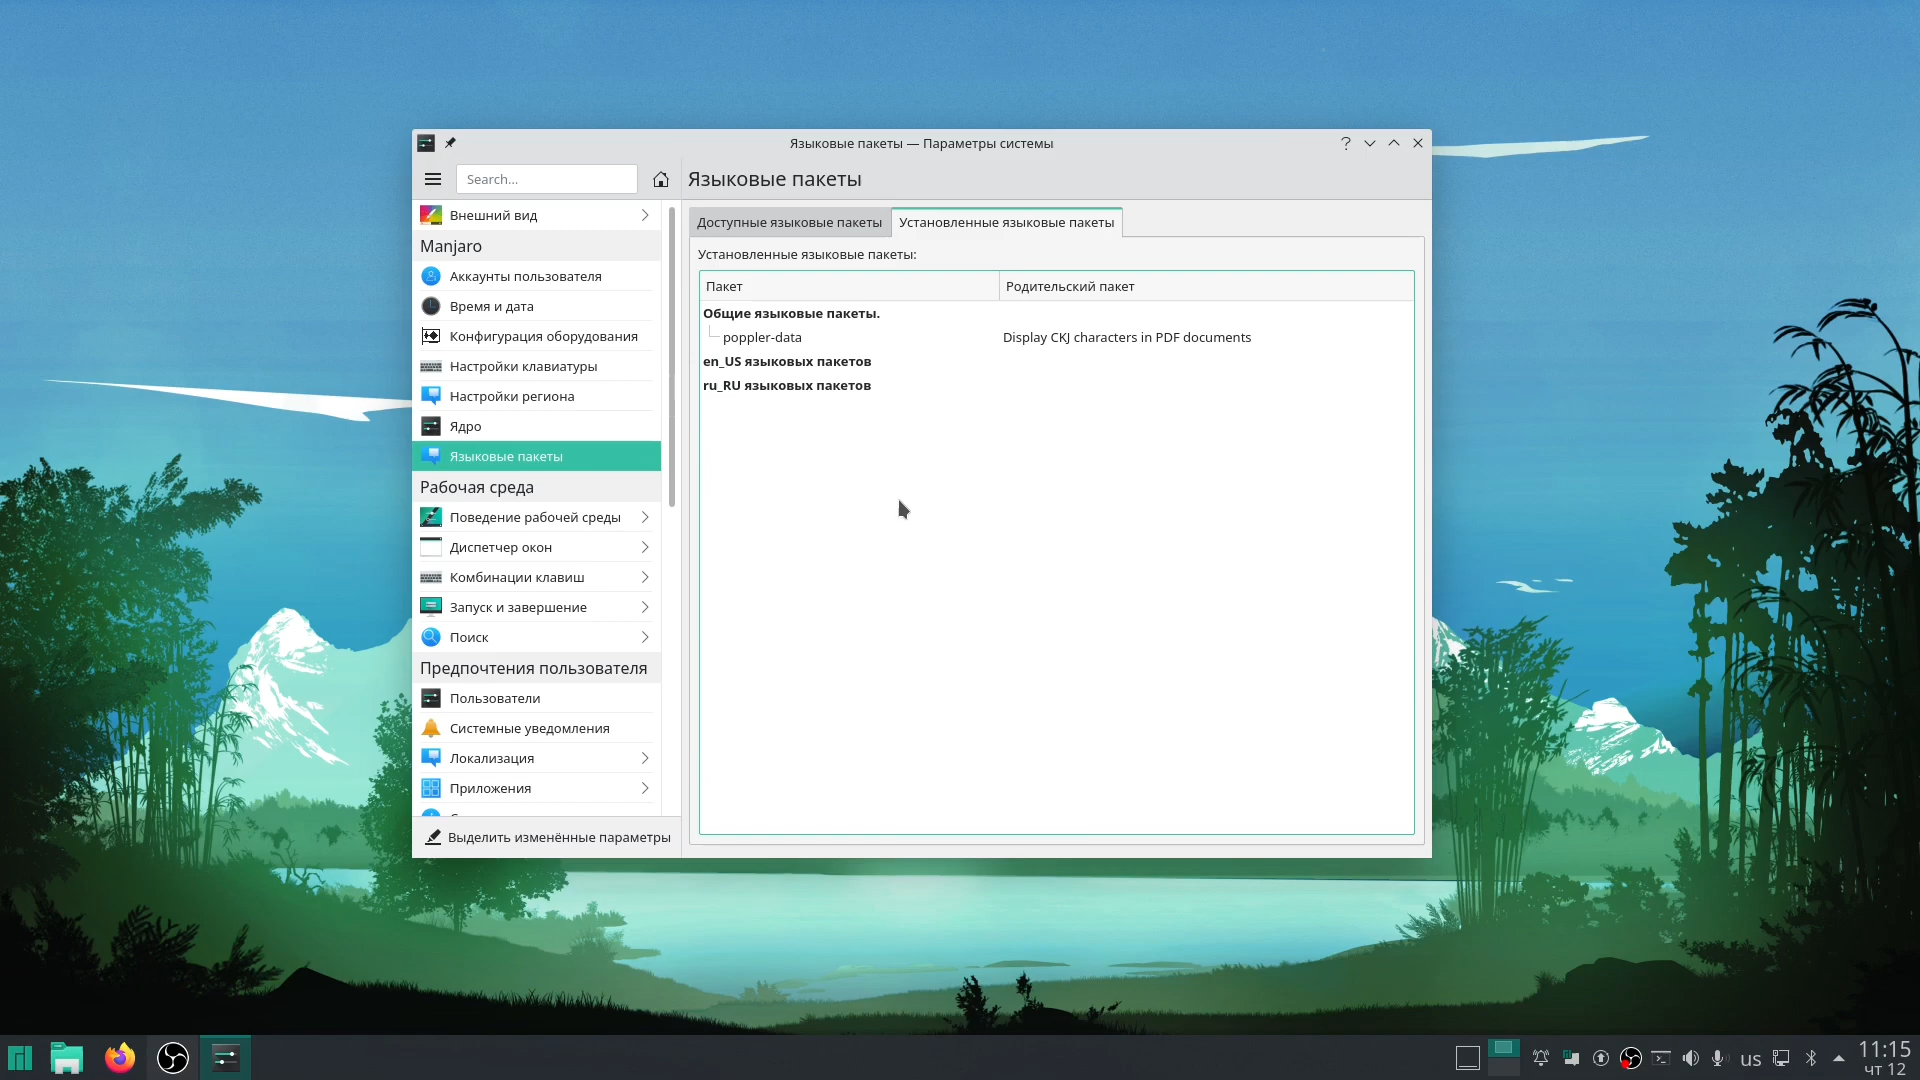 Языковые пакеты — Параметры системы
Search...
Языковые пакеты
Внешний вид
Manjaro
Аккаунты пользователя
Время и дата
Конфигурация оборудования
Настройки клавиатуры
Настройки региона
Ядро
Языковые пакеты
Рабочая среда
Поведение рабочей среды
Диспетчер окон
Комбинации клавиш
Запуск и завершение
Поиск
Предпочтения пользователя
Пользователи
Системные уведомления
Локализация
Приложения
Выделить изменённые параметры
Доступные языковые пакеты
Установленные языковые пакеты
Установленные языковые пакеты:
Пакет Родительский пакет
Общие языковые пакеты.
poppler-data Display CKJ characters in PDF documents
en_US языковых пакетов
ru_RU языковых пакетов
us
11:15
чт 12